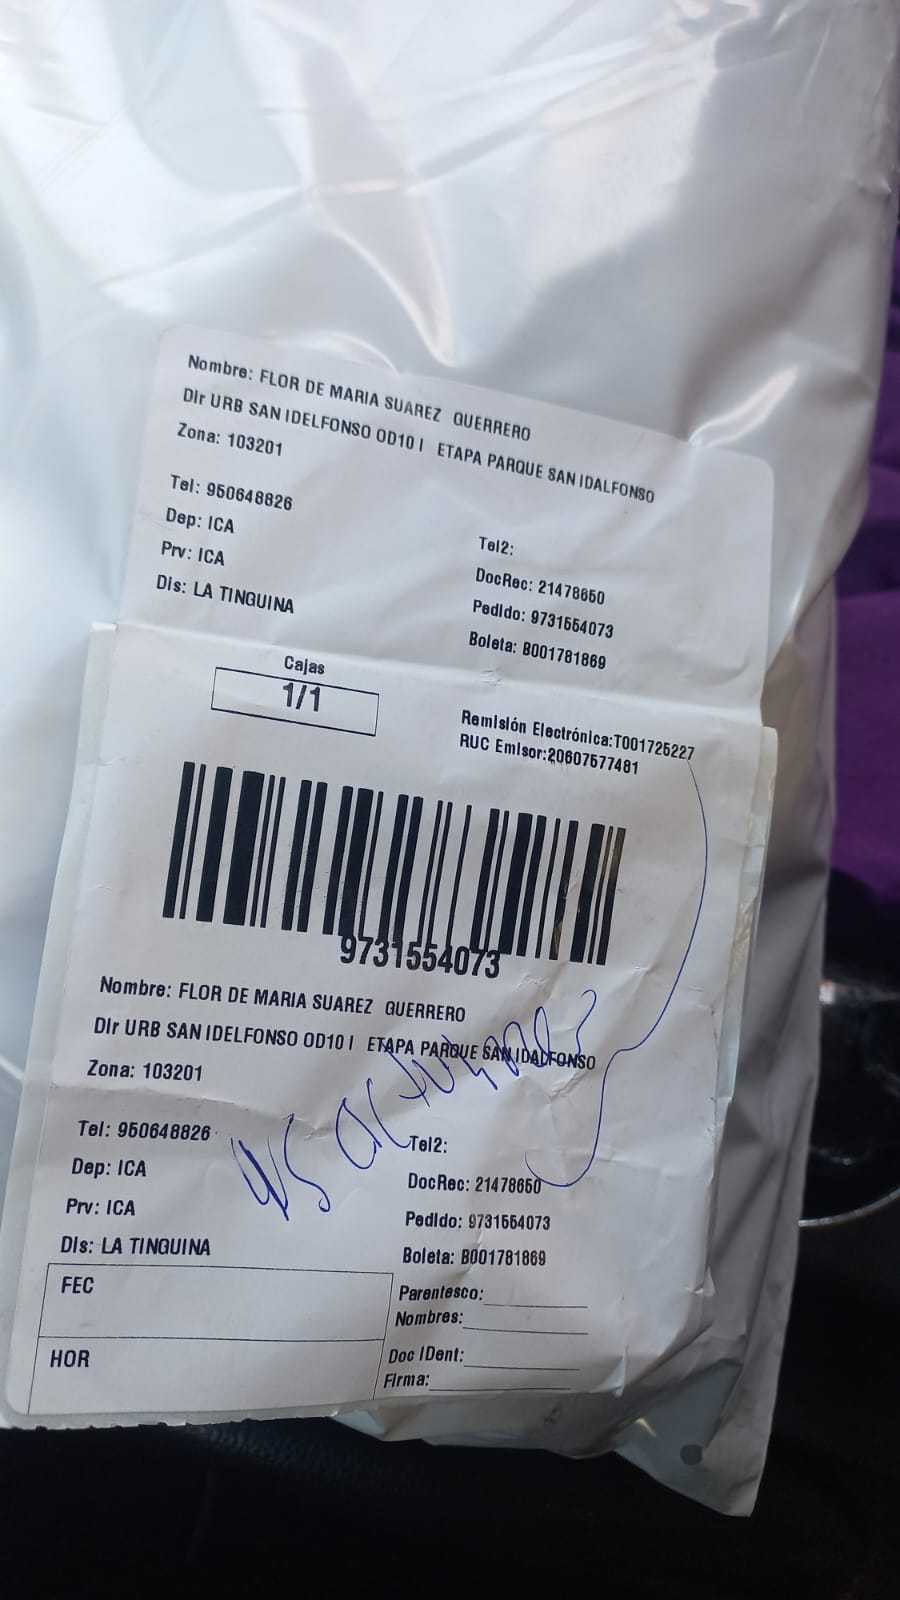 Nombre: FLOR DE MARIA SUAREZ GUERRERO
DIr URB SAN IDELFONSO OD10 I ETAPA PARQUE SAN IDALFONSO
Zona: 103201
Tel: 950648826
Tel2:
Dep: ICA
DocRec: 21478650
Prv: ICA
Pedido: 9731554073
Dis: LA TINGUINA
Boleta: B001781869
Cajas
1/1
Remisión Electrónica:T001725227
RUC Emisor:20607577481
9731554073
Nombre: FLOR DE MARIA SUAREZ GUERRERO
DIr URB SAN IDELFONSO OD10 I ETAPA PARQUE SAN IDALFONSO
Zona: 103201
Tel: 950648826
Tel2:
Dep: ICA
DocRec: 21478650
Prv: ICA
Pedido: 9731554073
Dis: LA TINGUINA
Boleta: B001781869
FEC
Parentesco:
Nombres:
HOR
Doc IDent:
Firma: